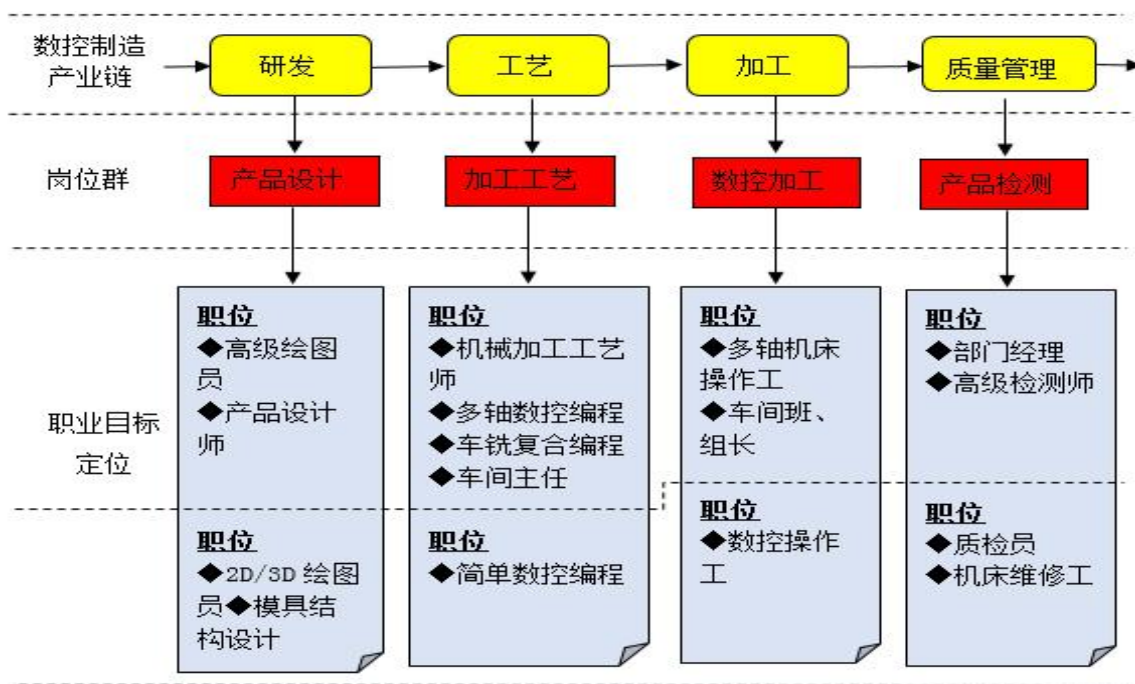 数控制造
产业链
研发
工艺
加工
质量管理
岗位群
产品设计
加工工艺
数控加工
产品检测
职业目标
定位
职位
◆高级绘图
员
◆产品设计
师
职位
◆2D/3D 绘图
员◆模具结
构设计
职位
◆机械加工工艺
师
◆多轴数控编程
◆车铣复合编程
◆车间主任
职位
◆简单数控编程
职位
◆多轴机床
操作工
◆车间班、
组长
职位
◆数控操作
工
职位
◆部门经理
◆高级检测师
职位
◆质检员
◆机床维修工